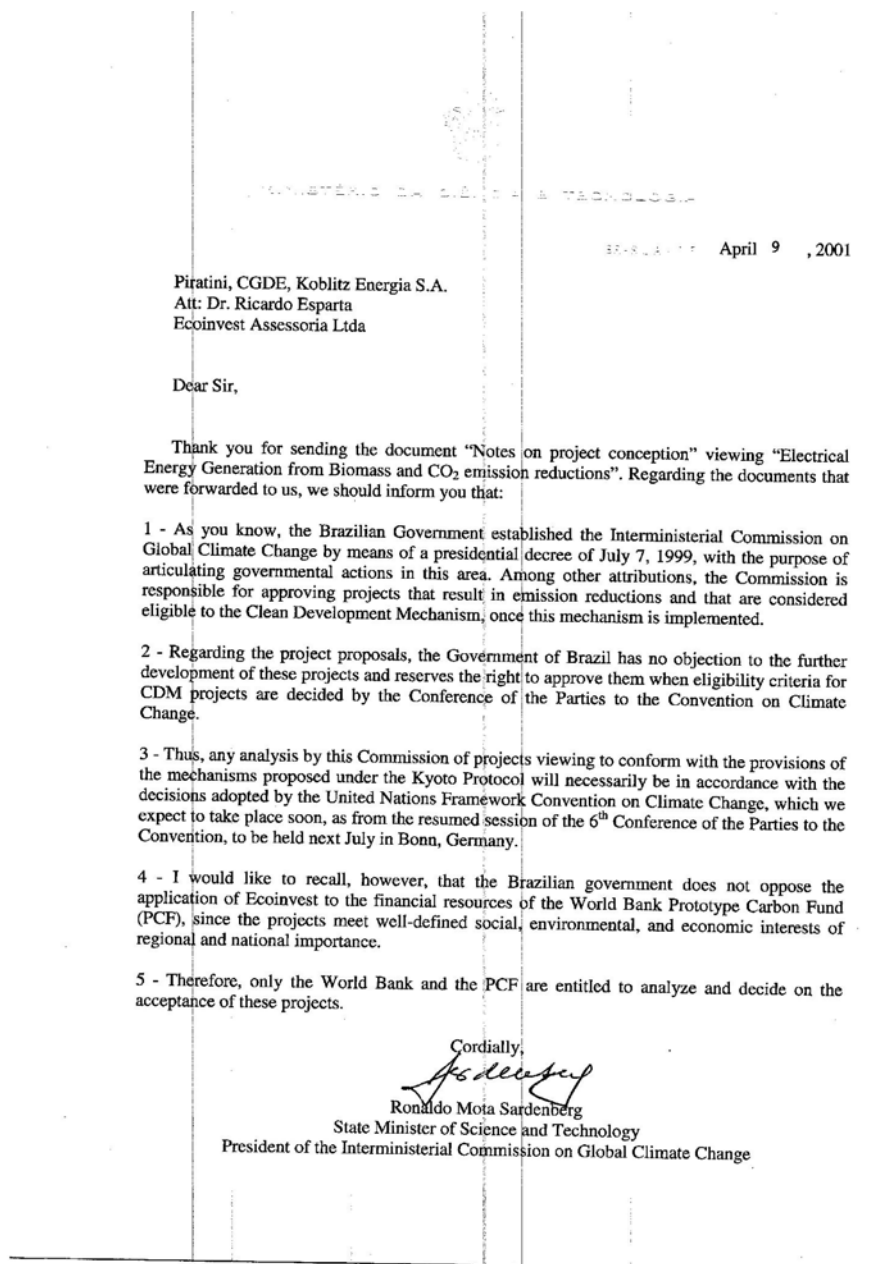 MINISTÉRIO DA CIÊNCIA E TECNOLOGIA
April 9 , 2001
Piratini, CGDE, Koblitz Energia S.A.
Att: Dr. Ricardo Esparta
Ecoinvest Assessoria Ltda
Dear Sir,
Thank you for sending the document “Notes on project conception” viewing “Electrical
Energy Generation from Biomass and CO₂ emission reductions”. Regarding the documents that
were forwarded to us, we should inform you that:
1 - As you know, the Brazilian Government established the Interministerial Commission on
Global Climate Change by means of a presidential decree of July 7, 1999, with the purpose of
articulating governmental actions in this area. Among other attributions, the Commission is
responsible for approving projects that result in emission reductions and that are considered
eligible to the Clean Development Mechanism, once this mechanism is implemented.
2 - Regarding the project proposals, the Government of Brazil has no objection to the further
development of these projects and reserves the right to approve them when eligibility criteria for
CDM projects are decided by the Conference of the Parties to the Convention on Climate
Change.
3 - Thus, any analysis by this Commission of projects viewing to conform with the provisions of
the mechanisms proposed under the Kyoto Protocol will necessarily be in accordance with the
decisions adopted by the United Nations Framework Convention on Climate Change, which we
expect to take place soon, as from the resumed session of the 6th Conference of the Parties to the
Convention, to be held next July in Bonn, Germany.
4 - I would like to recall, however, that the Brazilian government does not oppose the
application of Ecoinvest to the financial resources of the World Bank Prototype Carbon Fund
(PCF), since the projects meet well-defined social, environmental, and economic interests of
regional and national importance.
5 - Therefore, only the World Bank and the PCF are entitled to analyze and decide on the
acceptance of these projects.
Cordially,
Ronaldo Mota Sardenberg
State Minister of Science and Technology
President of the Interministerial Commission on Global Climate Change